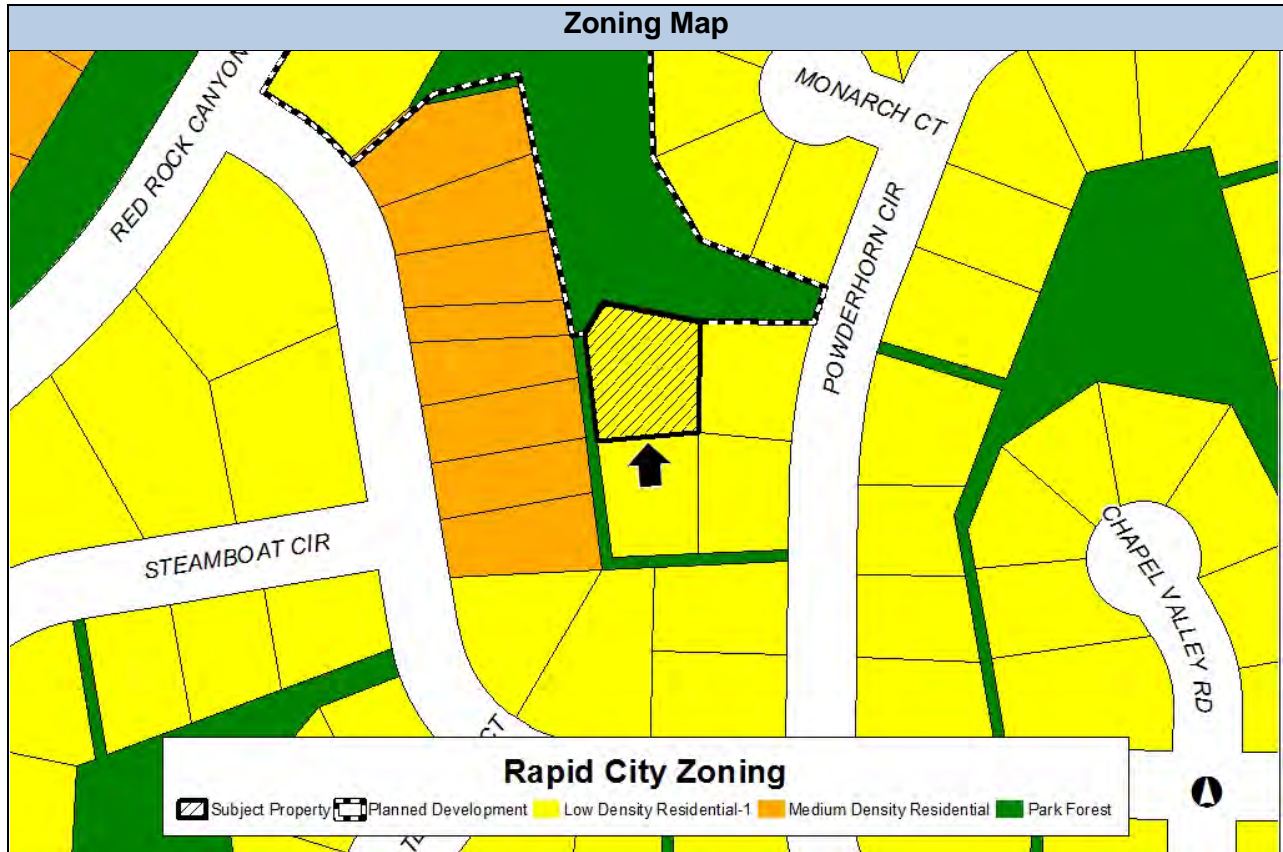 Zoning Map
RED ROCK CANYON
MONARCH CT
POWDERHORN CIR
STEAMBOAT CIR
CHAPEL VALLEY RD
CT
Rapid City Zoning
Subject Property
Planned Development
Low Density Residential-1
Medium Density Residential
Park Forest